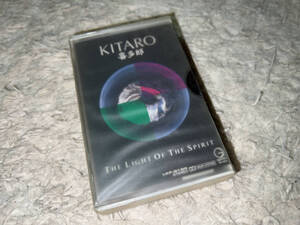 KITARO
喜多郎
THE LIGHT OF THE SPIRIT